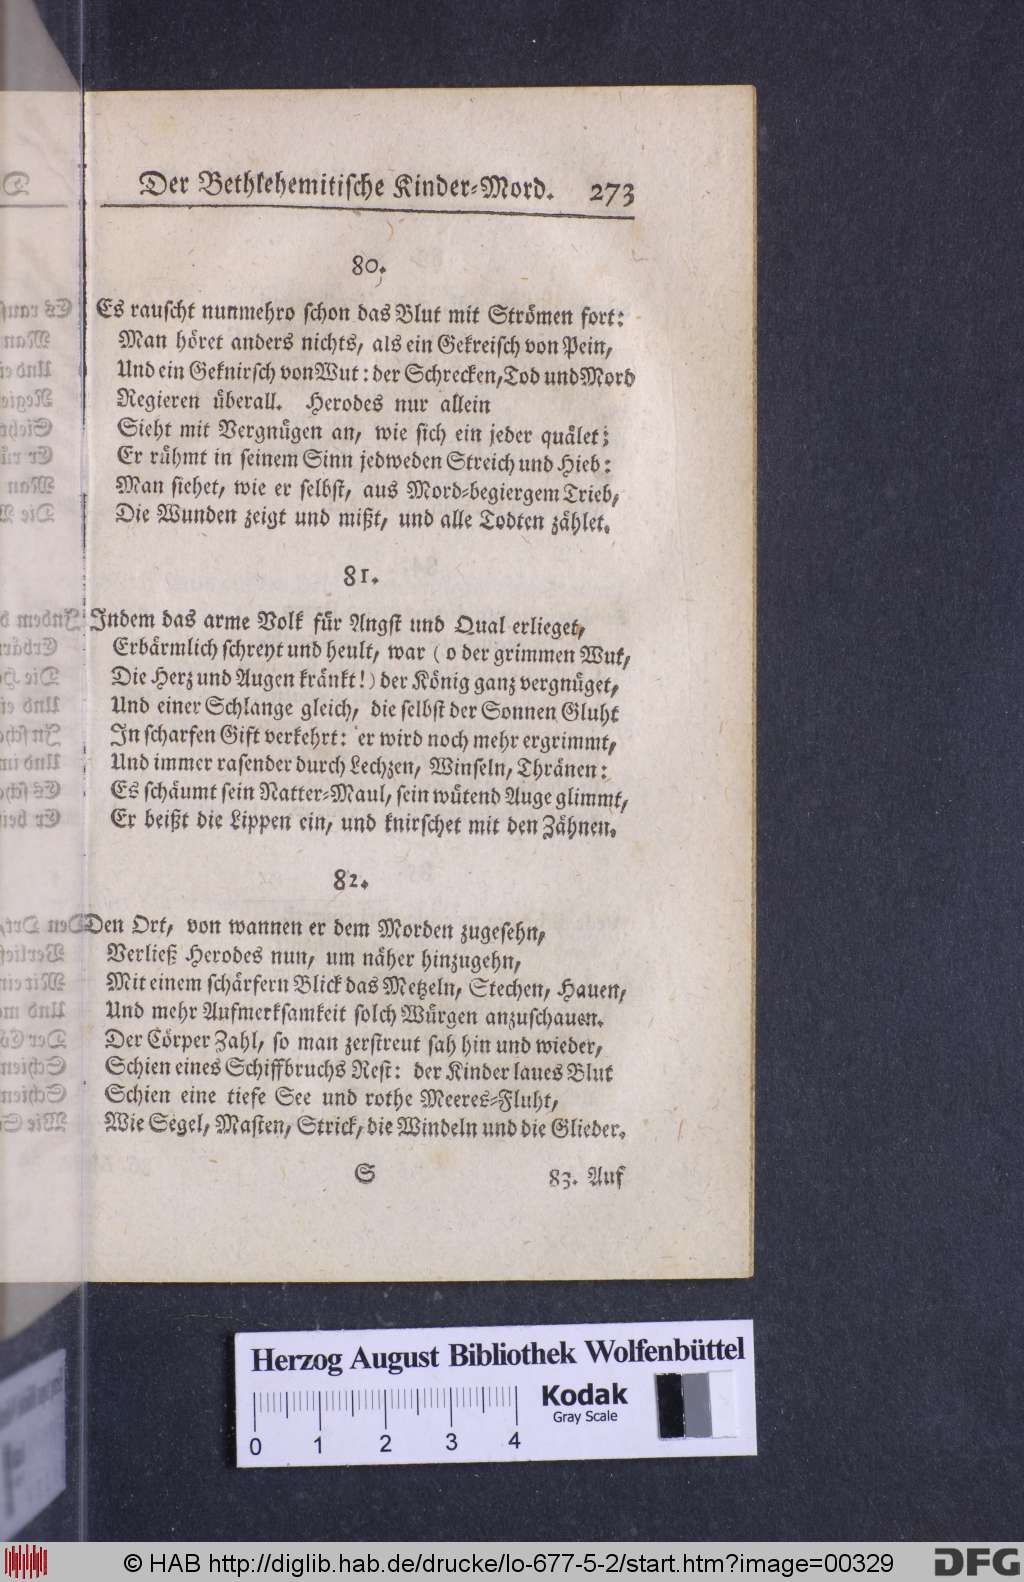 Der Bethlehemitische Kinder-Mord. 273
80.
Es rauscht nunmehro schon das Blut mit Strömen fort:
Man höret anders nichts, als ein Gekreisch von Pein,
Und ein Geknirsch von Wut: der Schrecken, Tod und Mord
Regieren überall. Herodes nur allein
Sieht mit Vergnügen an, wie sich ein jeder quälet;
Er rühmt in seinem Sinn jedweden Streich und Hieb:
Man siehet, wie er selbst, aus Mord-begiergem Trieb,
Die Wunden zeigt und mißt, und alle Todten zählet.
81.
Indem das arme Volk für Angst und Qual erlieget,
Erbärmlich schreyt und heult, war (o der grimmen Wut,
Die Herz und Augen kränkt!) der König ganz vergnüget,
Und einer Schlange gleich, die selbst der Sonnen Gluht
In scharfen Gift verkehrt: er wird noch mehr ergrimmt,
Und immer rasender durch Lechzen, Winseln, Thränen:
Es schäumt sein Natter-Maul, sein wütend Auge glimmt,
Er beißt die Lippen ein, und knirschet mit den Zähnen.
82.
Den Ort, von wannen er dem Morden zugesehn,
Verließ Herodes nun, um näher hinzugehn,
Mit einem schärfern Blick das Metzeln, Stechen, Hauen,
Und mehr Aufmerksamkeit solch Würgen anzuschauen.
Der Cörper Zahl, so man zerstreut sah hin und wieder,
Schien eines Schiffbruchs Rest: der Kinder laues Blut
Schien eine tiefe See und rothe Meeres-Fluht,
Wie Segel, Masten, Strick, die Windeln und die Glieder.
S 83. Auf
Herzog August Bibliothek Wolfenbüttel
Kodak
Gray Scale
0 1 2 3 4
© HAB http://diglib.hab.de/drucke/lo-677-5-2/start.htm?image=00329
DFG